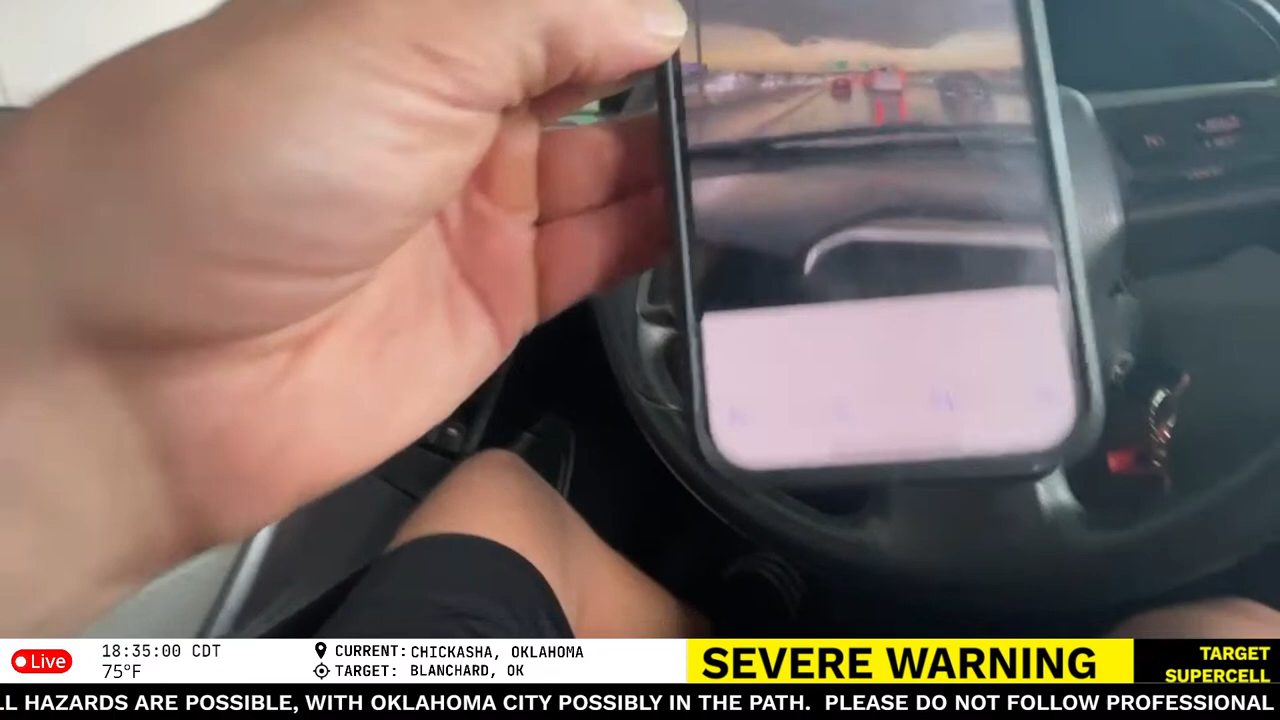 Live
18:35:00 CDT
75°F
CURRENT: CHICKASHA, OKLAHOMA
TARGET: BLANCHARD, OK
SEVERE WARNING
TARGET
SUPERCELL
LL HAZARDS ARE POSSIBLE, WITH OKLAHOMA CITY POSSIBLY IN THE PATH. PLEASE DO NOT FOLLOW PROFESSIONAL